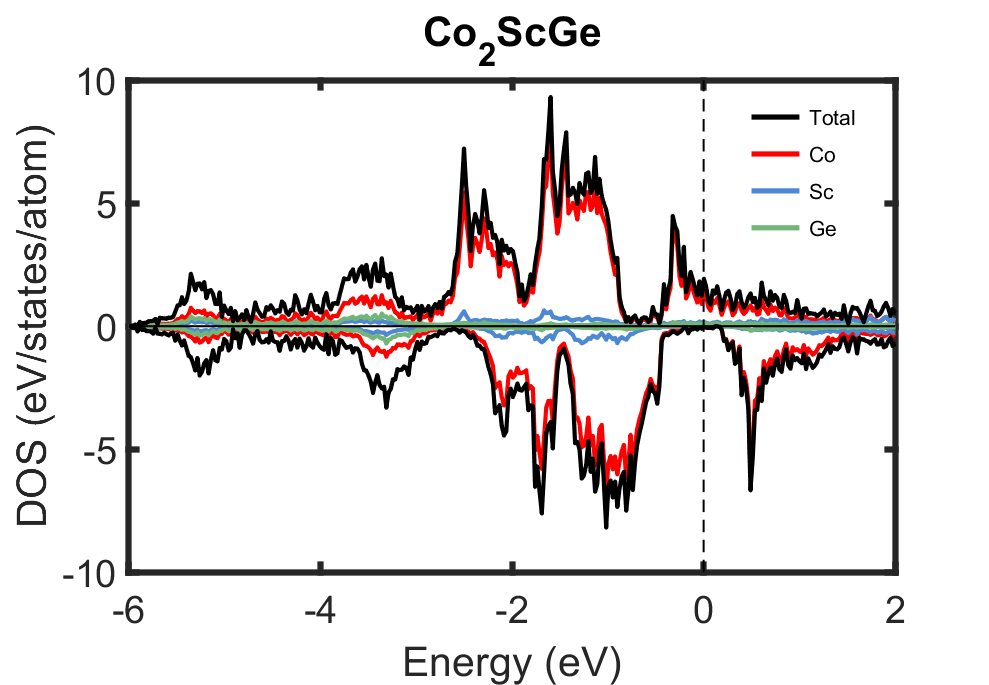 Co2ScGe
10
5
0
0
-5
-10
-6
-4
-2
0
2
DOS (eV/states/atom)
Energy (eV)
Total
Co
Sc
Ge